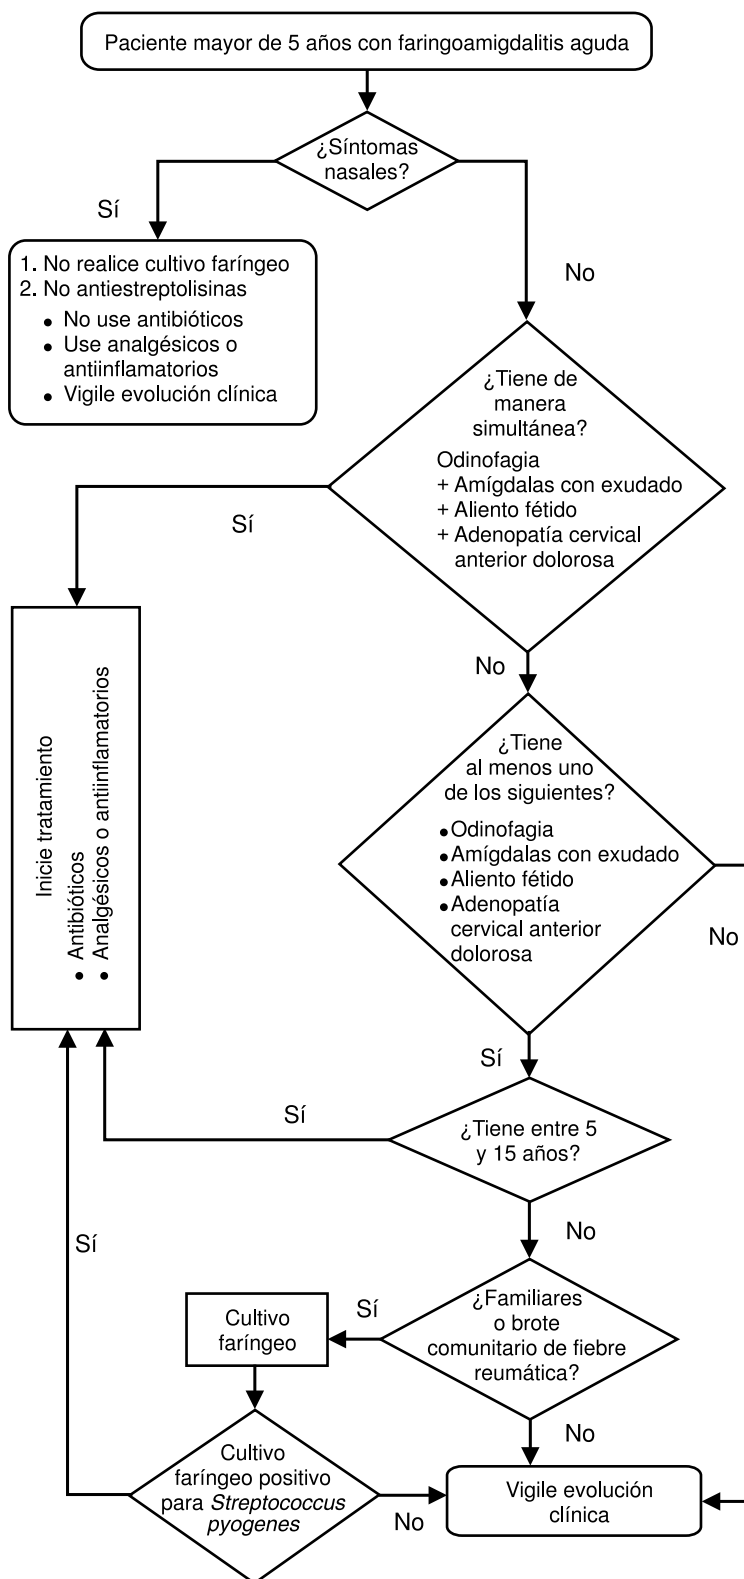 Paciente mayor de 5 años con faringoamigdalitis aguda
¿Síntomas
nasales?
Sí
No
1. No realice cultivo faríngeo
2. No antiestreptolisinas
• No use antibióticos
• Use analgésicos o
antiinflamatorios
• Vigile evolución clínica
¿Tiene de
manera
simultánea?
Odinofagia
+ Amígdalas con exudado
+ Aliento fétido
+ Adenopatía cervical
anterior dolorosa
Sí
No
Inicie tratamiento
• Antibióticos
• Analgésicos o antiinflamatorios
¿Tiene
al menos uno
de los siguientes?
• Odinofagia
• Amígdalas con exudado
• Aliento fétido
• Adenopatía
cervical anterior
dolorosa
No
Sí
¿Tiene entre 5
y 15 años?
Sí
No
Sí
¿Familiares
o brote
comunitario de fiebre
reumática?
Sí
Cultivo
faríngeo
No
Cultivo
faríngeo positivo
para Streptococcus
pyogenes
No
Vigile evolución
clínica